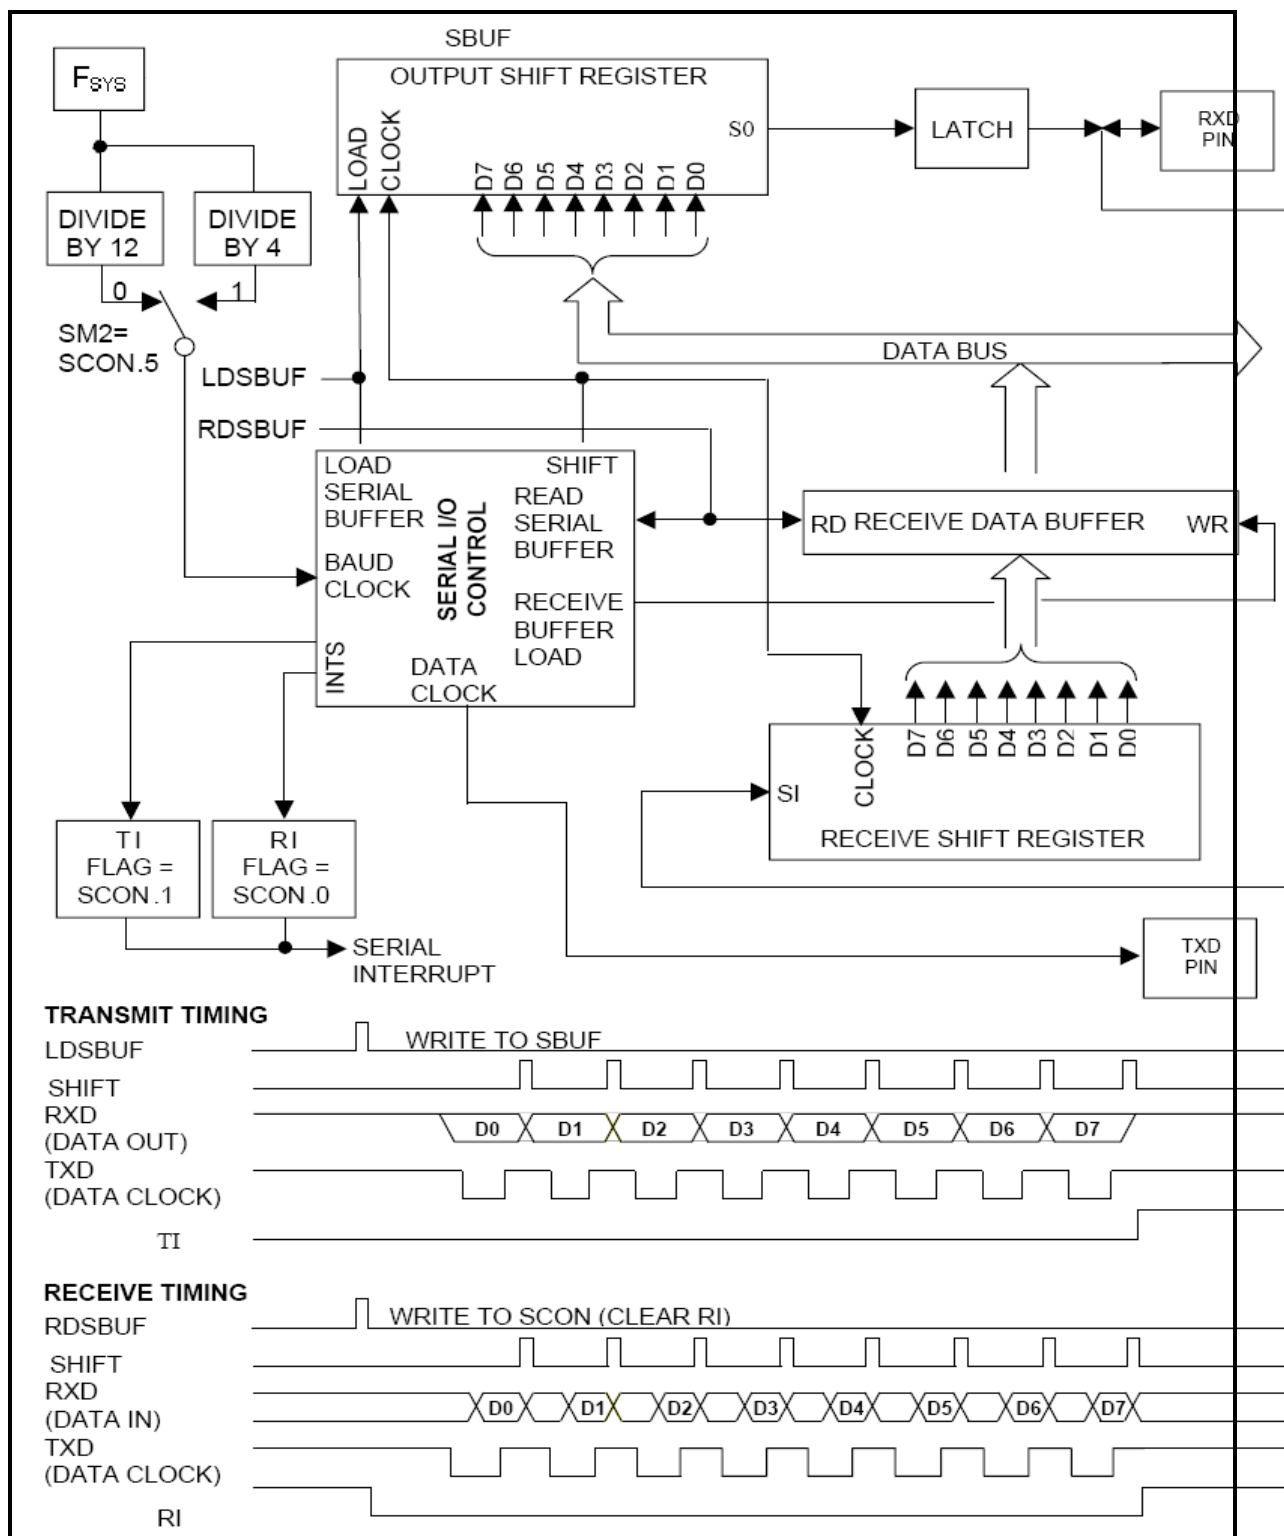 SBUF
F_SYS
OUTPUT SHIFT REGISTER
LOAD
CLOCK
D7
D6
D5
D4
D3
D2
D1
D0
S0
LATCH
RXD
PIN
DIVIDE
BY 12
DIVIDE
BY 4
0
1
SM2=
SCON.5
DATA BUS
LDSBUF
RDSBUF
LOAD
SERIAL
BUFFER
SHIFT
READ
SERIAL
BUFFER
SERIAL I/O
CONTROL
BAUD
CLOCK
RECEIVE
BUFFER
LOAD
INTS
DATA
CLOCK
RD
RECEIVE DATA BUFFER
WR
CLOCK
D7
D6
D5
D4
D3
D2
D1
D0
SI
RECEIVE SHIFT REGISTER
TI
FLAG =
SCON.1
RI
FLAG =
SCON.0
SERIAL
INTERRUPT
TXD
PIN
TRANSMIT TIMING
LDSBUF
WRITE TO SBUF
SHIFT
RXD
(DATA OUT)
D0
D1
D2
D3
D4
D5
D6
D7
TXD
(DATA CLOCK)
TI
RECEIVE TIMING
RDSBUF
WRITE TO SCON (CLEAR RI)
SHIFT
RXD
(DATA IN)
D0
D1
D2
D3
D4
D5
D6
D7
TXD
(DATA CLOCK)
RI